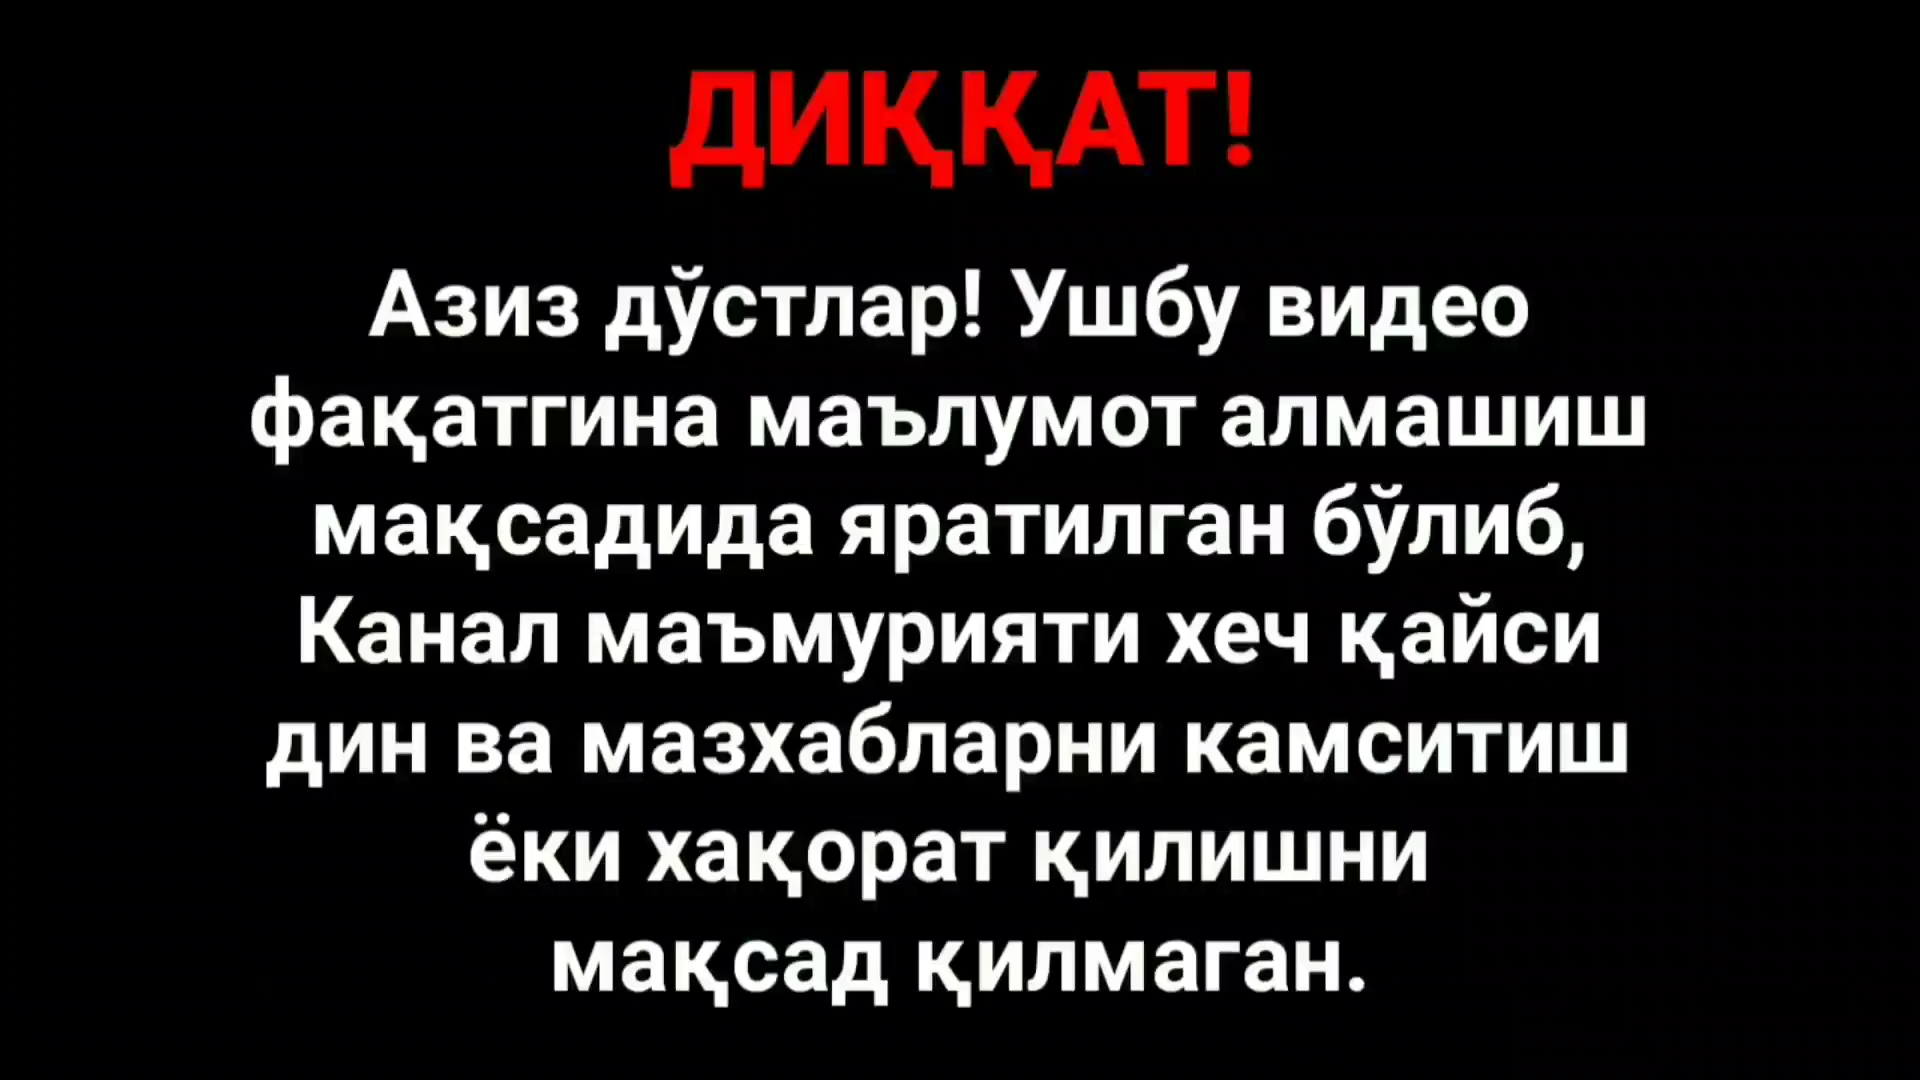 ДИҚҚАТ!
Азиз дўстлар! Ушбу видео
фақатгина маълумот алмашиш
мақсадида яратилган бўлиб,
Канал маъмурияти хеч қайси
дин ва мазхабларни камситиш
ёки хақорат қилишни
мақсад қилмаган.